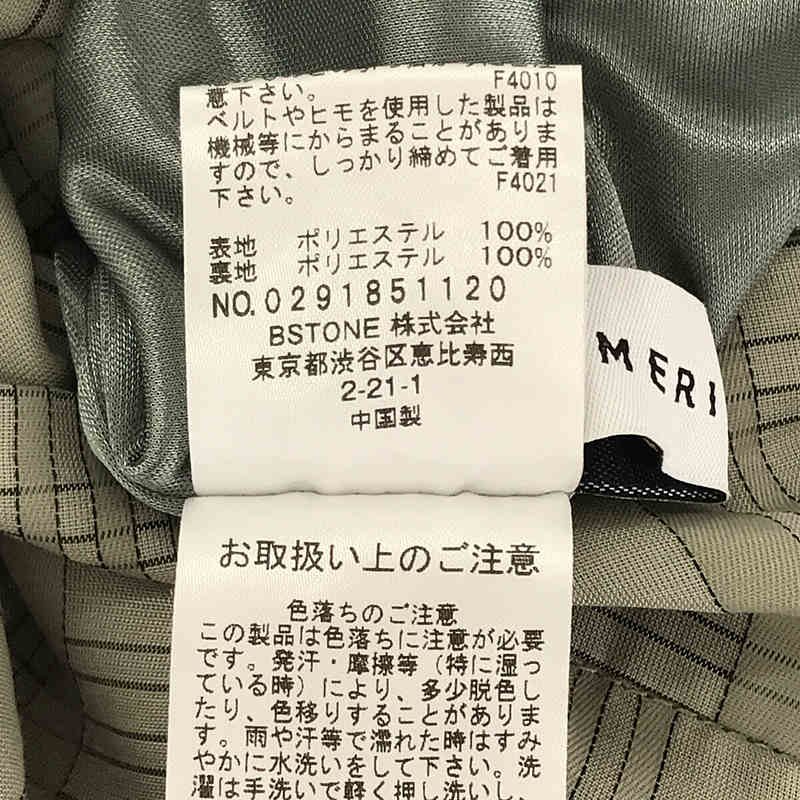 意下さい。
F4010
ベルトやヒモを使用した製品は
機械等にからまることがありま
すので、しっかり締めてご着用
下さい。
F4021
表地 ポリエステル 100%
裏地 ポリエステル 100%
NO.0291851120
BSTONE 株式会社
東京都渋谷区恵比寿西
2-21-1
中国製
MERI
お取扱い上のご注意
色落ちのご注意
この製品は色落ちに注意が必要
です。発汗・摩擦等（特に湿っ
ている時）により、多少脱色し
たり、色移りすることがありま
す。雨や汗等で濡れた時はすみ
やかに水洗いをして下さい。洗
濯は手洗いで軽く押し洗いし、